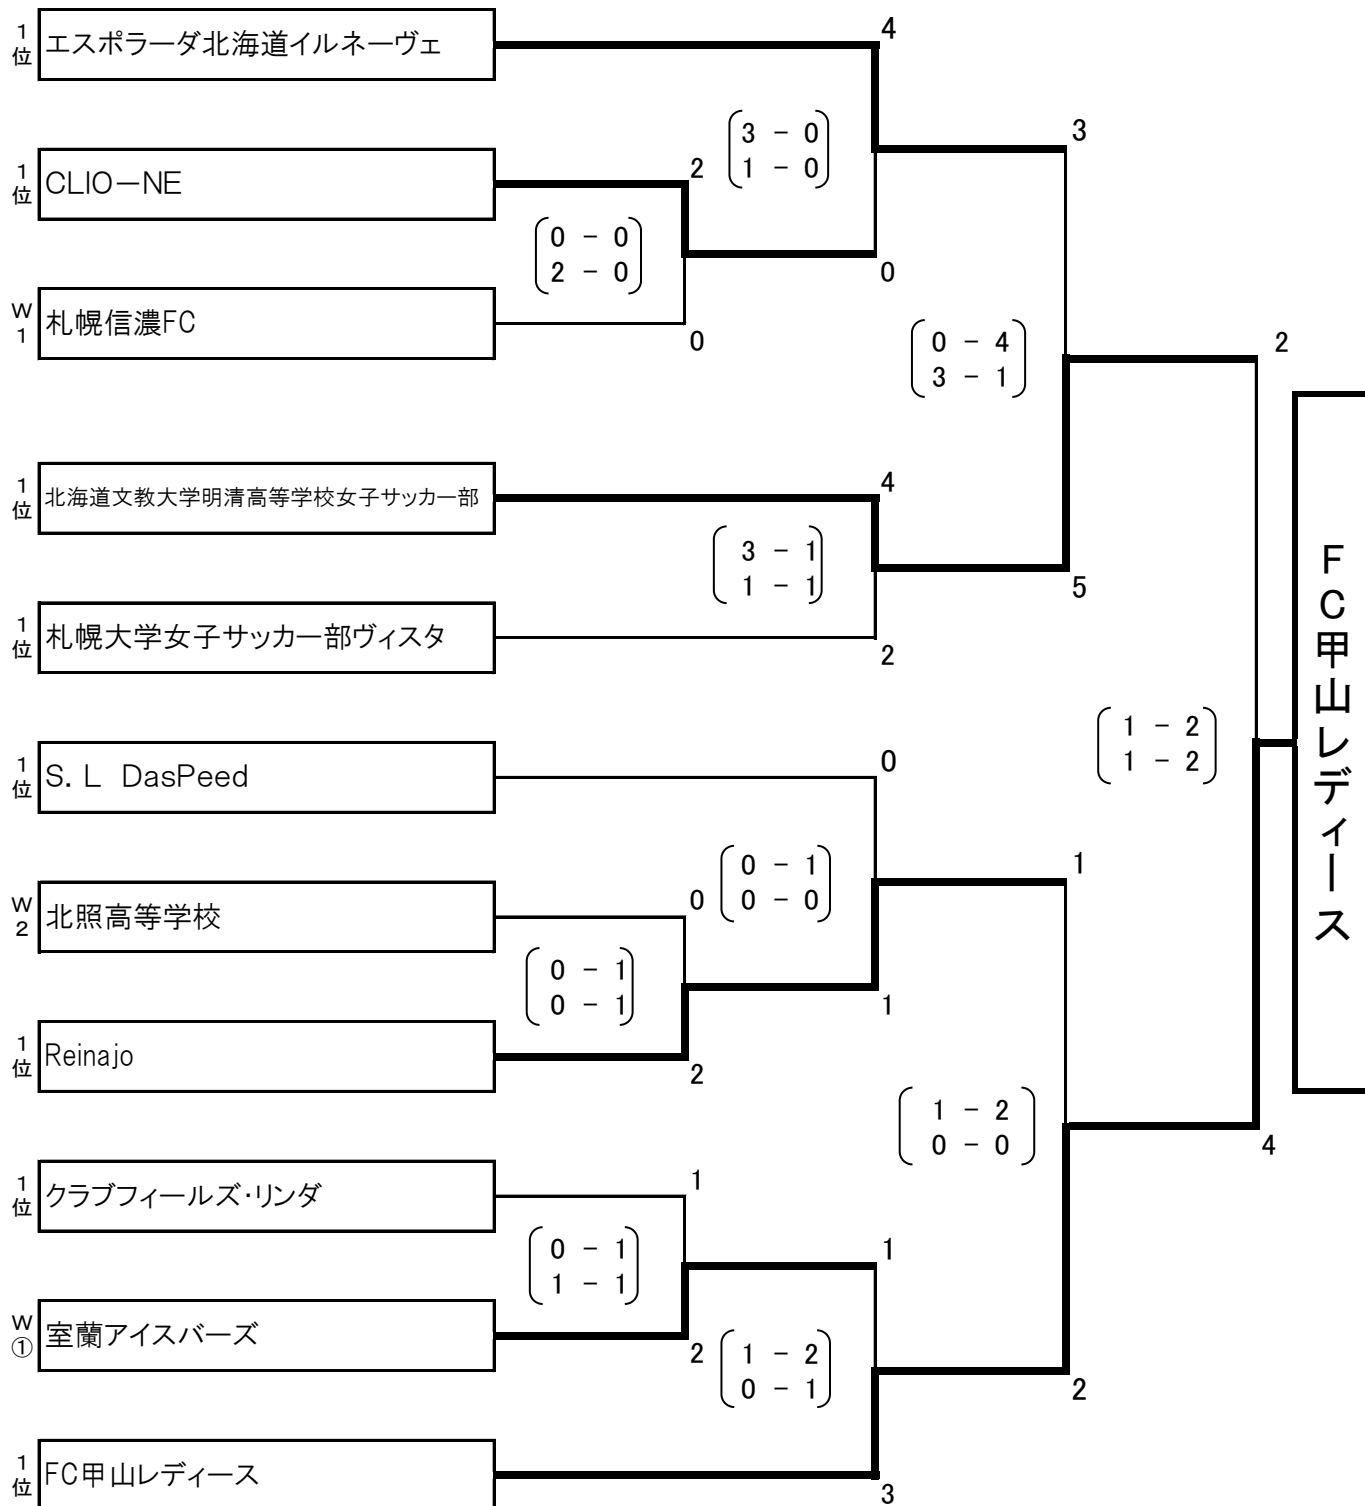 1位 エスポラーダ北海道イルネーヴェ
4
3 - 0
1 - 0
3
1位 CLIO－NE
2
0 - 0
2 - 0
0
W1 札幌信濃FC
0
0 - 4
3 - 1
2
1位 北海道文教大学明清高等学校女子サッカー部
4
3 - 1
1 - 1
5
1位 札幌大学女子サッカー部ヴィスタ
2
1 - 2
1 - 2
FC甲山レディース
1位 S．L　DasPeed
0
0 - 1
0 - 0
1
W2 北照高等学校
0
0 - 1
0 - 1
1
1位 Reinajo
2
1 - 2
0 - 0
4
1位 クラブフィールズ・リンダ
1
0 - 1
1 - 1
1
W① 室蘭アイスバーズ
2
1 - 2
0 - 1
2
1位 FC甲山レディース
3